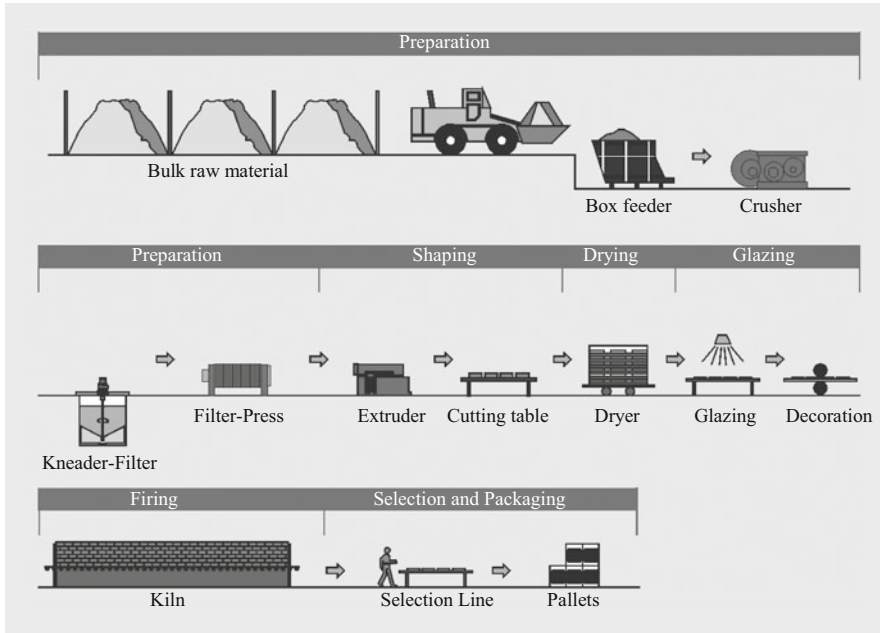 Preparation
Bulk raw material
Box feeder
Crusher
Preparation
Shaping
Drying
Glazing
Filter-Press
Extruder
Cutting table
Dryer
Glazing
Decoration
Kneader-Filter
Firing
Selection and Packaging
Kiln
Selection Line
Pallets